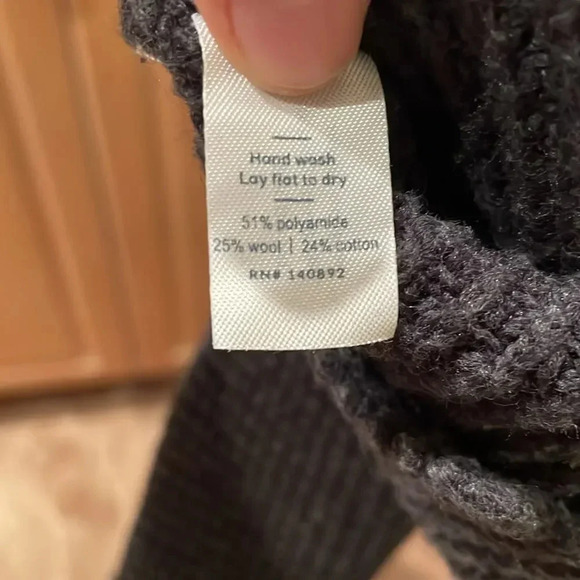 Hand wash
Lay flat to dry
51% polyamide
25% wool | 24% cotton
RN# 140892